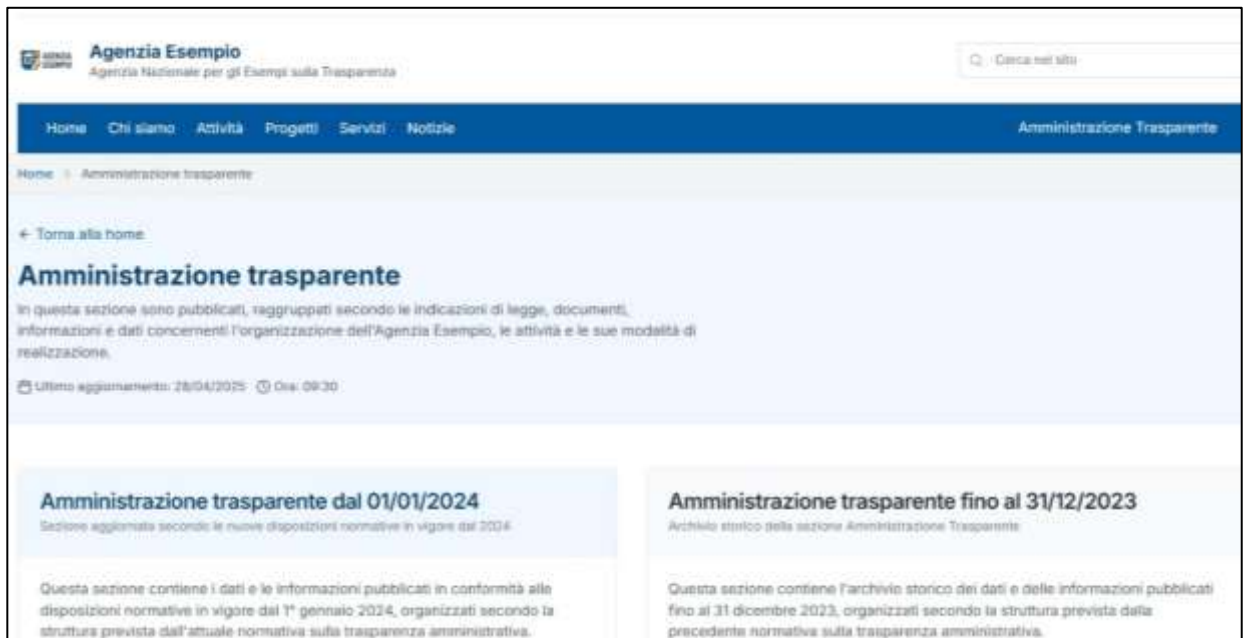 AGENZIA
ESEMPIO
Agenzia Esempio
Agenzia Nazionale per gli Esempi sulla Trasparenza
Cerca nel sito
Home Chi siamo Attività Progetti Servizi Notizie Amministrazione Trasparente
Home Amministrazione trasparente
← Torna alla home
Amministrazione trasparente
In questa sezione sono pubblicati, raggruppati secondo le indicazioni di legge, documenti,
informazioni e dati concernenti l'organizzazione dell'Agenzia Esempio, le attività e le sue modalità di
realizzazione.
Ultimo aggiornamento: 28/04/2025 Ora: 09:30
Amministrazione trasparente dal 01/01/2024
Sezione aggiornata secondo le nuove disposizioni normative in vigore dal 2024
Questa sezione contiene i dati e le informazioni pubblicati in conformità alle
disposizioni normative in vigore dal 1° gennaio 2024, organizzati secondo la
struttura prevista dall'attuale normativa sulla trasparenza amministrativa.
Amministrazione trasparente fino al 31/12/2023
Archivio storico della sezione Amministrazione Trasparente
Questa sezione contiene l'archivio storico dei dati e delle informazioni pubblicati
fino al 31 dicembre 2023, organizzati secondo la struttura prevista dalla
precedente normativa sulla trasparenza amministrativa.